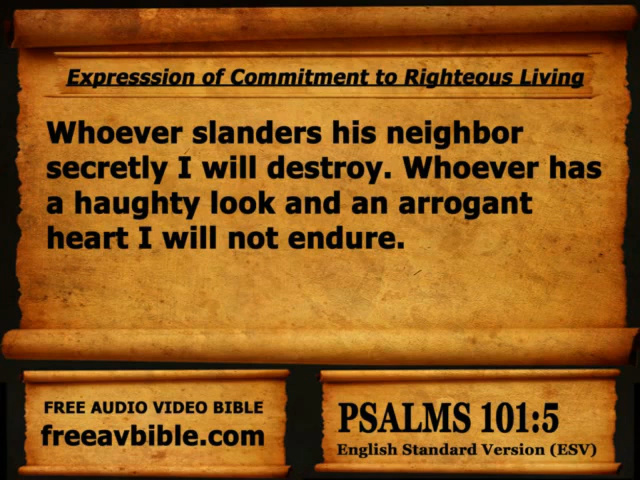 Expresssion of Commitment to Righteous Living
Whoever slanders his neighbor
secretly I will destroy. Whoever has
a haughty look and an arrogant
heart I will not endure.
FREE AUDIO VIDEO BIBLE
freeavbible.com
PSALMS 101:5
English Standard Version (ESV)